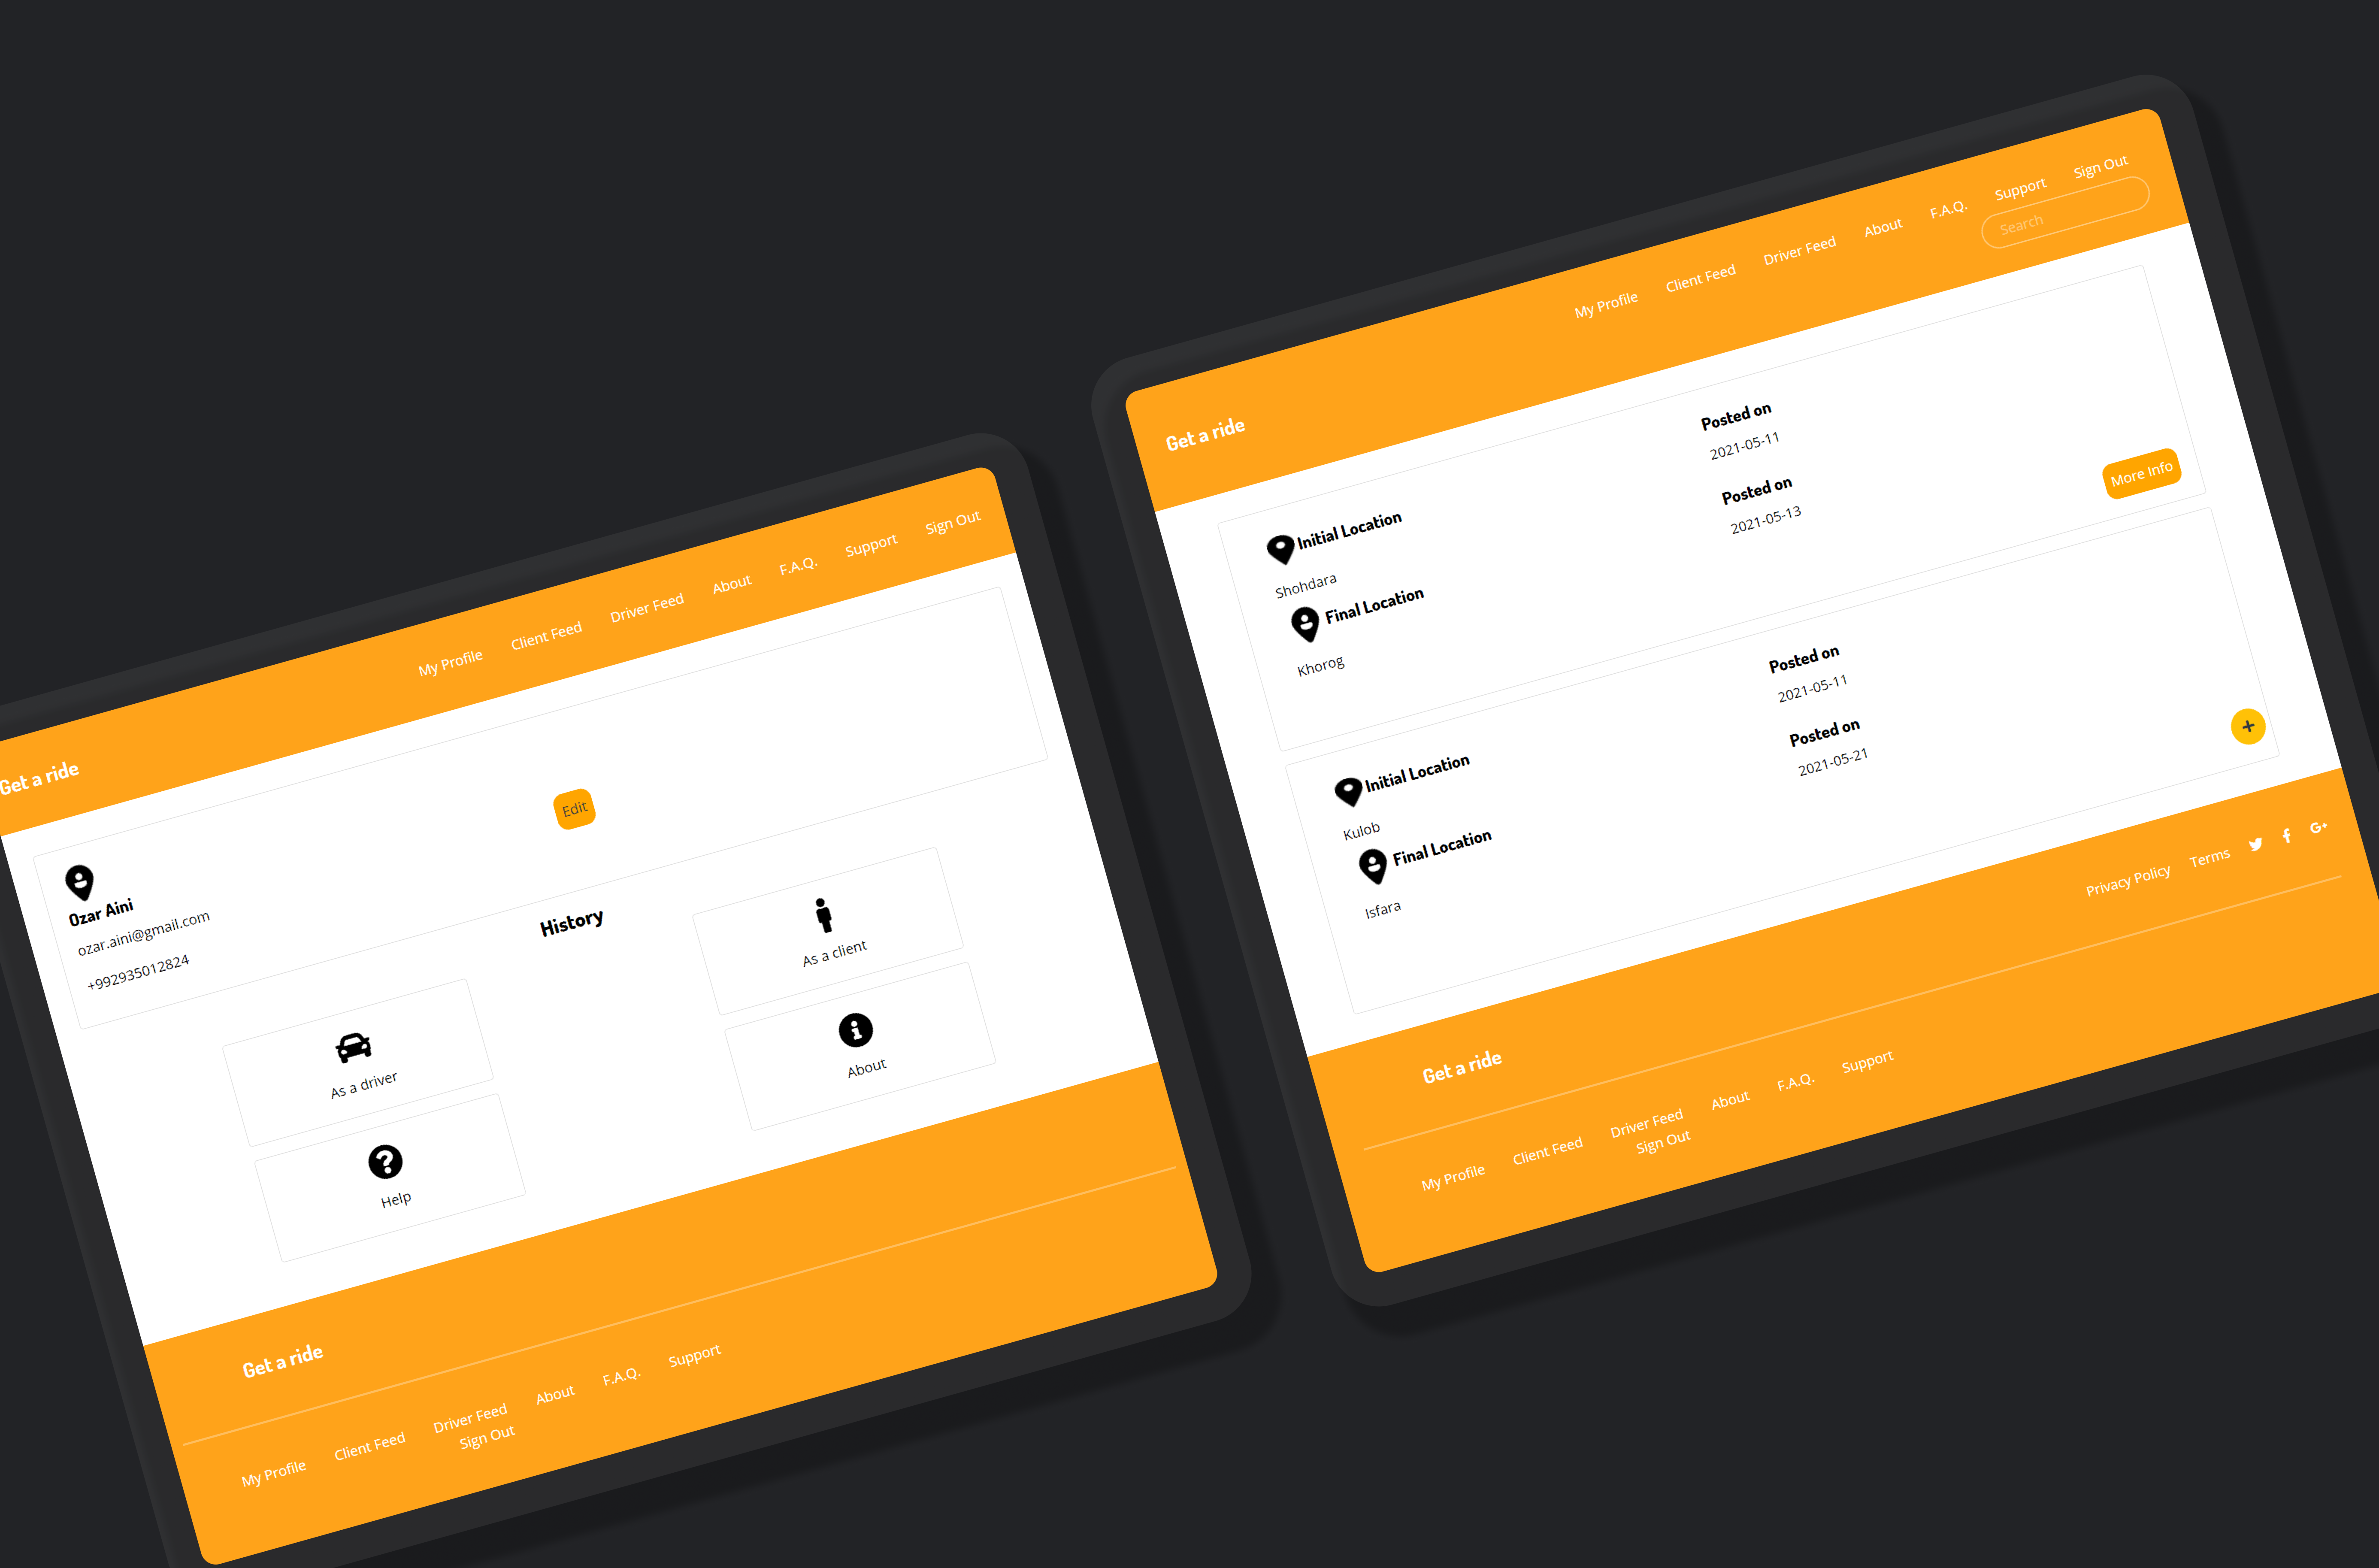 Get a ride
My Profile Client Feed Driver Feed About F.A.Q. Support Sign Out
Ozar Aini
ozar.aini@gmail.com
+992935012824
Edit
History
As a driver
As a client
Help
About
Get a ride
My Profile Client Feed Driver Feed About F.A.Q. Support
Sign Out
Get a ride
My Profile Client Feed Driver Feed About F.A.Q. Support Sign Out
Search
Initial Location
Shohdara
Final Location
Khorog
Posted on
2021-05-11
Posted on
2021-05-13
More Info
Initial Location
Kulob
Final Location
Isfara
Posted on
2021-05-11
Posted on
2021-05-21
+
Get a ride
Privacy Policy Terms
My Profile Client Feed Driver Feed About F.A.Q. Support
Sign Out